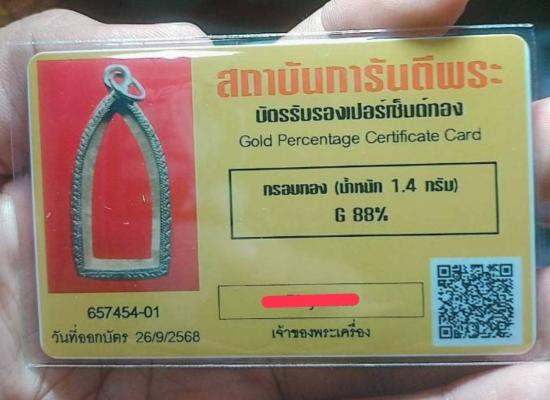 สถาบันการันตีพระ
บัตรรับรองเปอร์เซ็นต์ทอง
Gold Percentage Certificate Card
กรอบทอง (น้ำหนัก 1.4 กรัม)
G 88%
657454-01
วันที่ออกบัตร 26/9/2568
เจ้าของพระเครื่อง